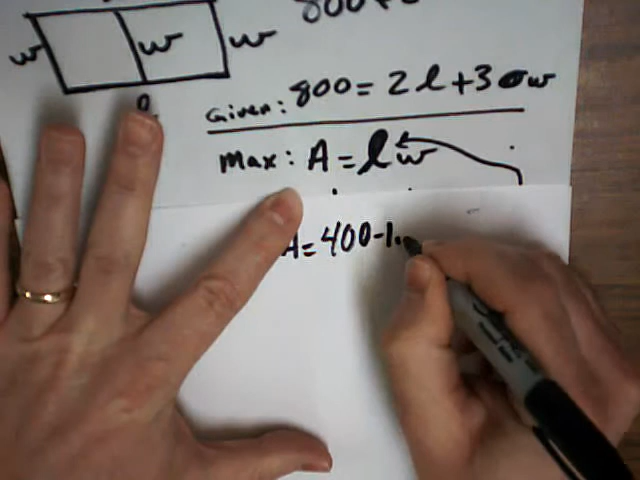 800+
w w w
l
Given: 800 = 2l+3w
max: A = lw
A = 400-1.